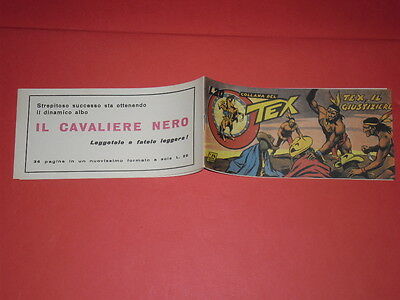 Strepitoso successo sta ottenendo
il dinamico albo
IL CAVALIERE NERO
Leggetelo e fatelo leggere!
36 pagine in un nuovissimo formato a sole L. 20
COLLANA DEL
TEX
TEX, IL
GIUSTIZIERE